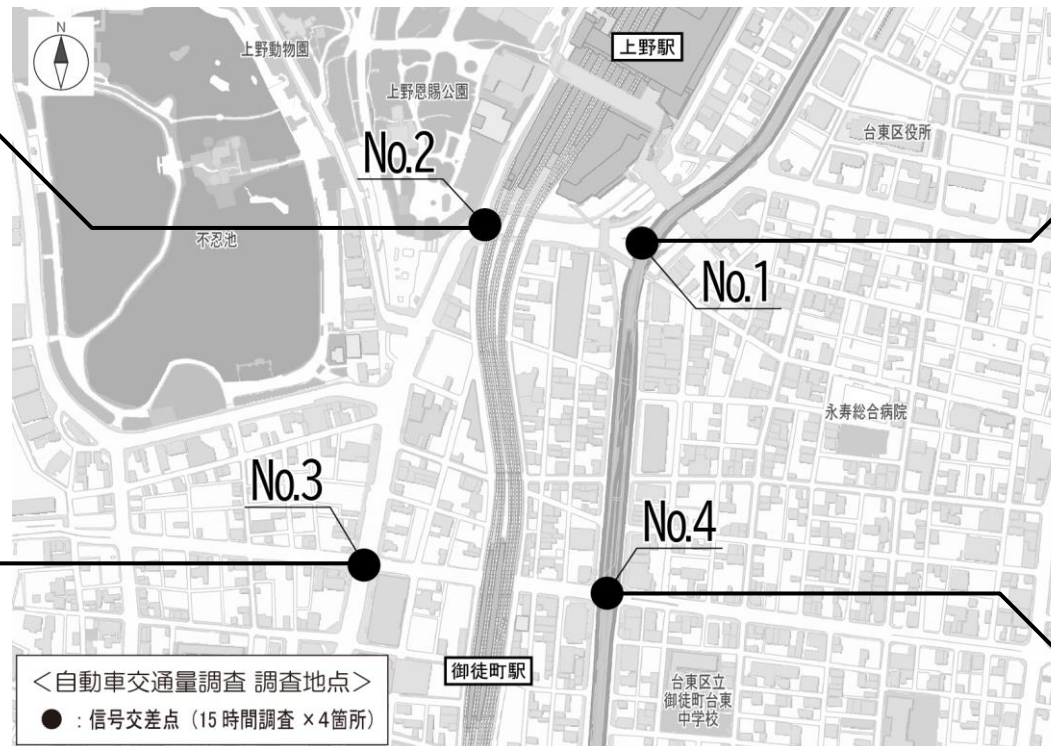 N
上野動物園
上野恩賜公園
上野駅
台東区役所
No.2
不忍池
No.1
永寿総合病院
No.3
No.4
御徒町駅
台東区立
御徒町台東
中学校
＜自動車交通量調査 調査地点＞
●：信号交差点（15時間調査×4箇所）